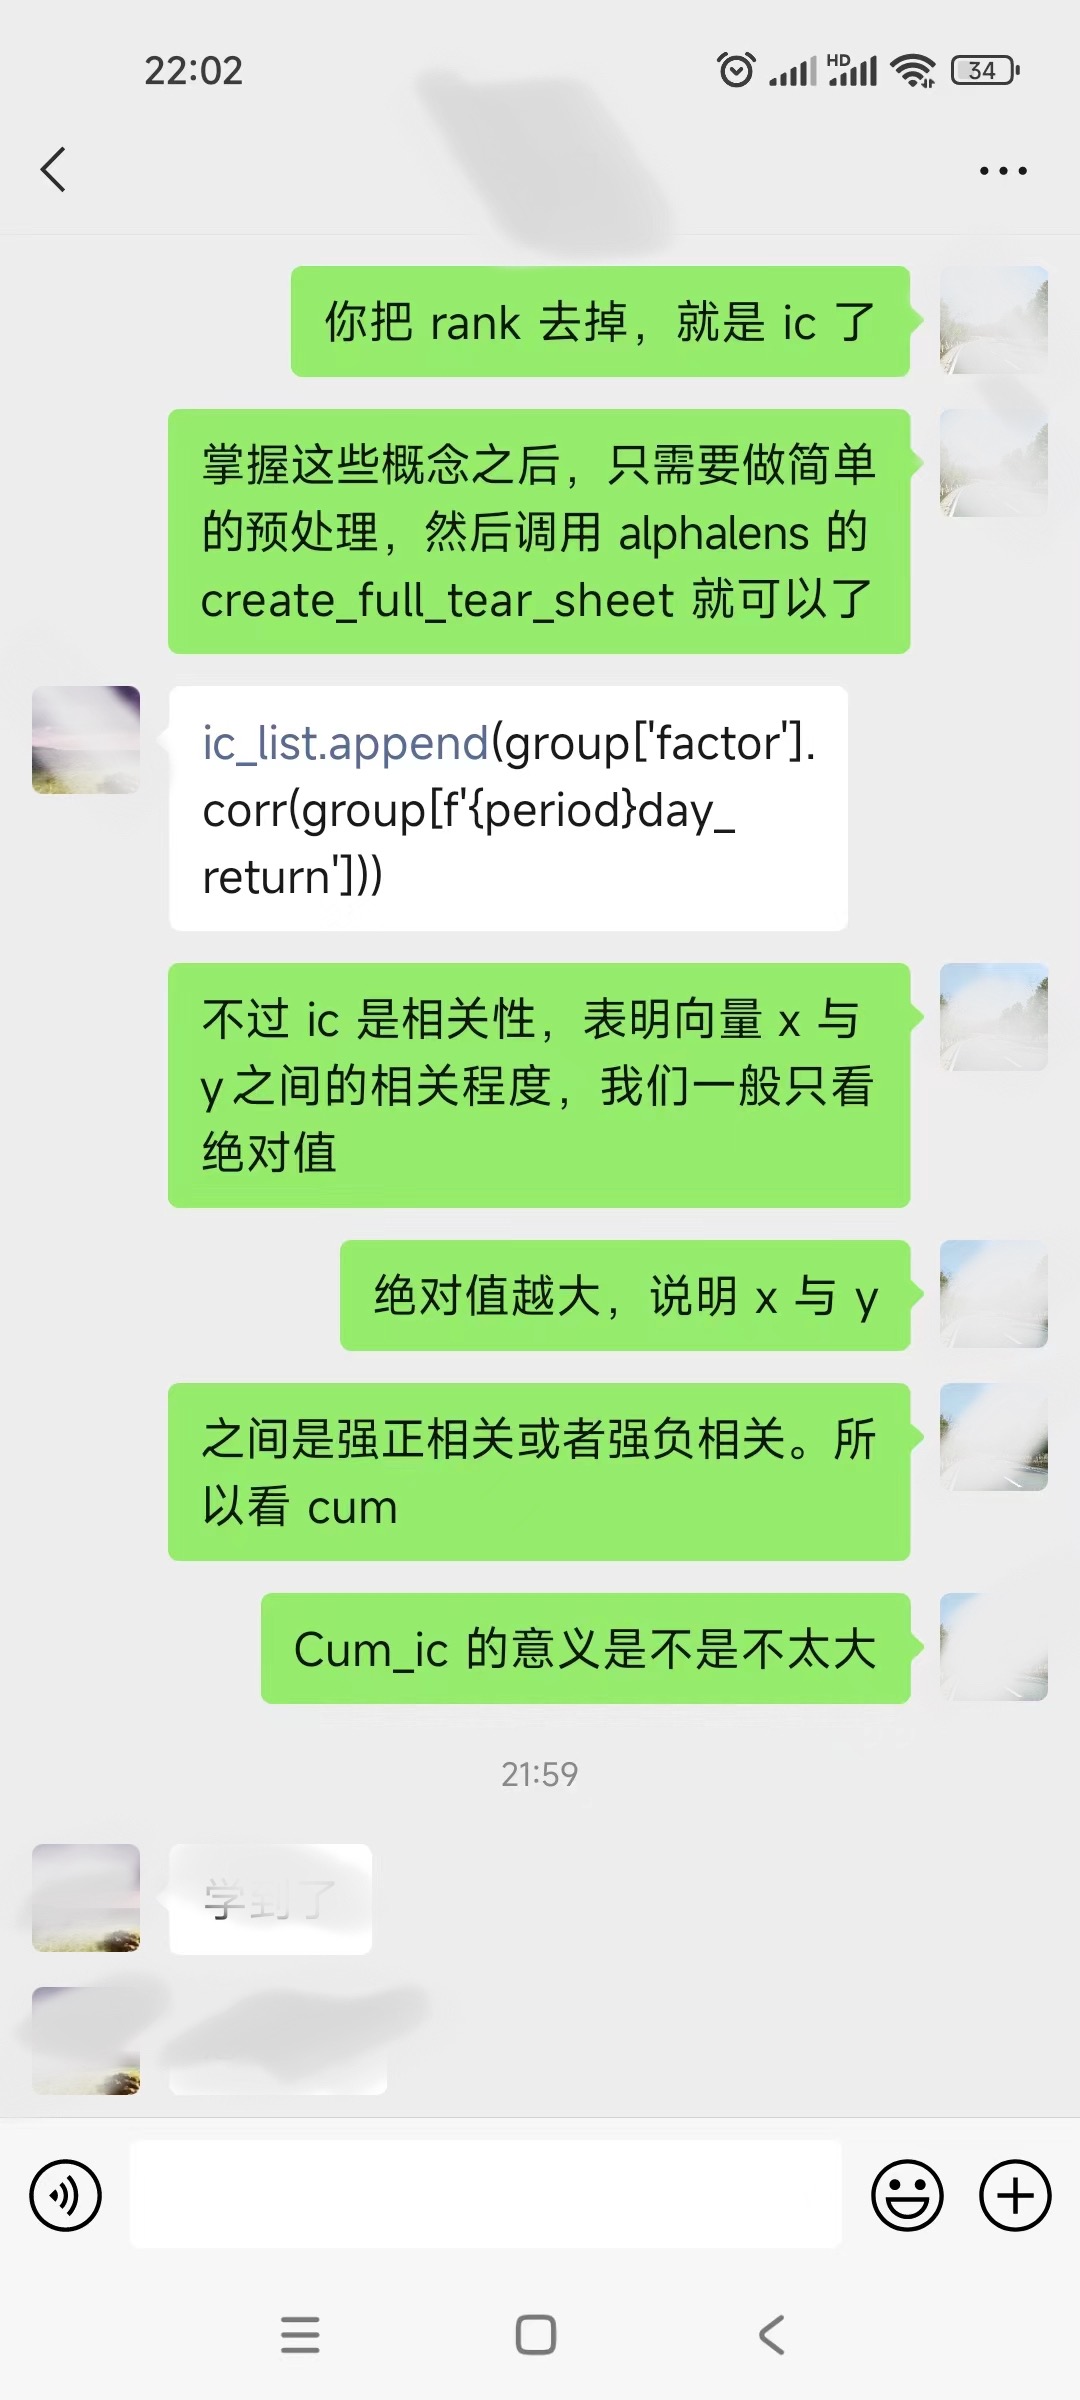 22:02
HD
34
你把 rank 去掉，就是 ic 了
掌握这些概念之后，只需要做简单
的预处理，然后调用 alphalens 的
create_full_tear_sheet 就可以了
ic_list.append(group['factor'].
corr(group[f'{period}day_
return']))
不过 ic 是相关性，表明向量 x 与
y之间的相关程度，我们一般只看
绝对值
绝对值越大，说明 x 与 y
之间是强正相关或者强负相关。所
以看 cum
Cum_ic 的意义是不是不太大
21:59
学到了